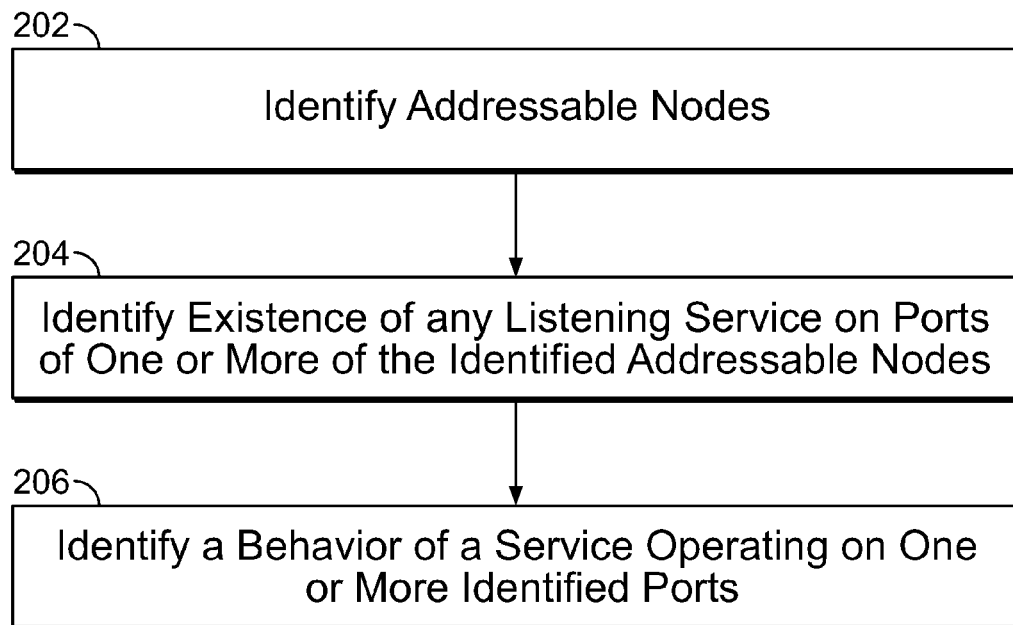 202
Identify Addressable Nodes
204
Identify Existence of any Listening Service on Ports
of One or More of the Identified Addressable Nodes
206
Identify a Behavior of a Service Operating on One
or More Identified Ports